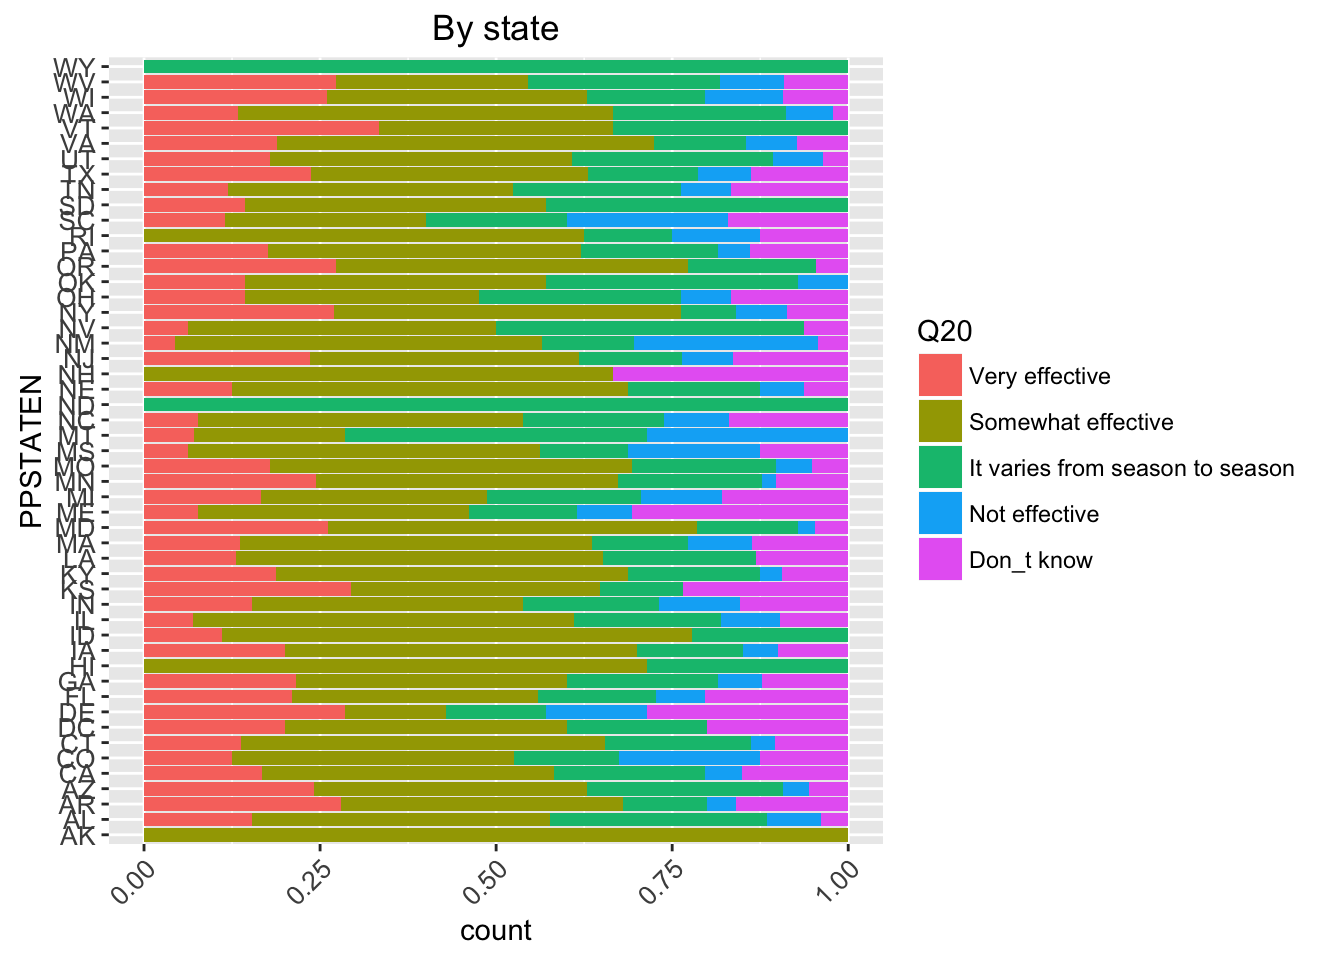 By state
PPSTATEN
WY
WV
WI
WA
VT
VA
UT
TX
TN
SD
SC
RI
PA
OR
OK
OH
NY
NV
NM
NJ
NH
NE
ND
NC
MT
MS
MO
MN
MI
ME
MD
MA
LA
KY
KS
IN
IL
ID
IA
HI
GA
FL
DE
DC
CT
CO
CA
AZ
AR
AL
AK
0.00 0.25 0.50 0.75 1.00
count
Q20
Very effective
Somewhat effective
It varies from season to season
Not effective
Don_t know